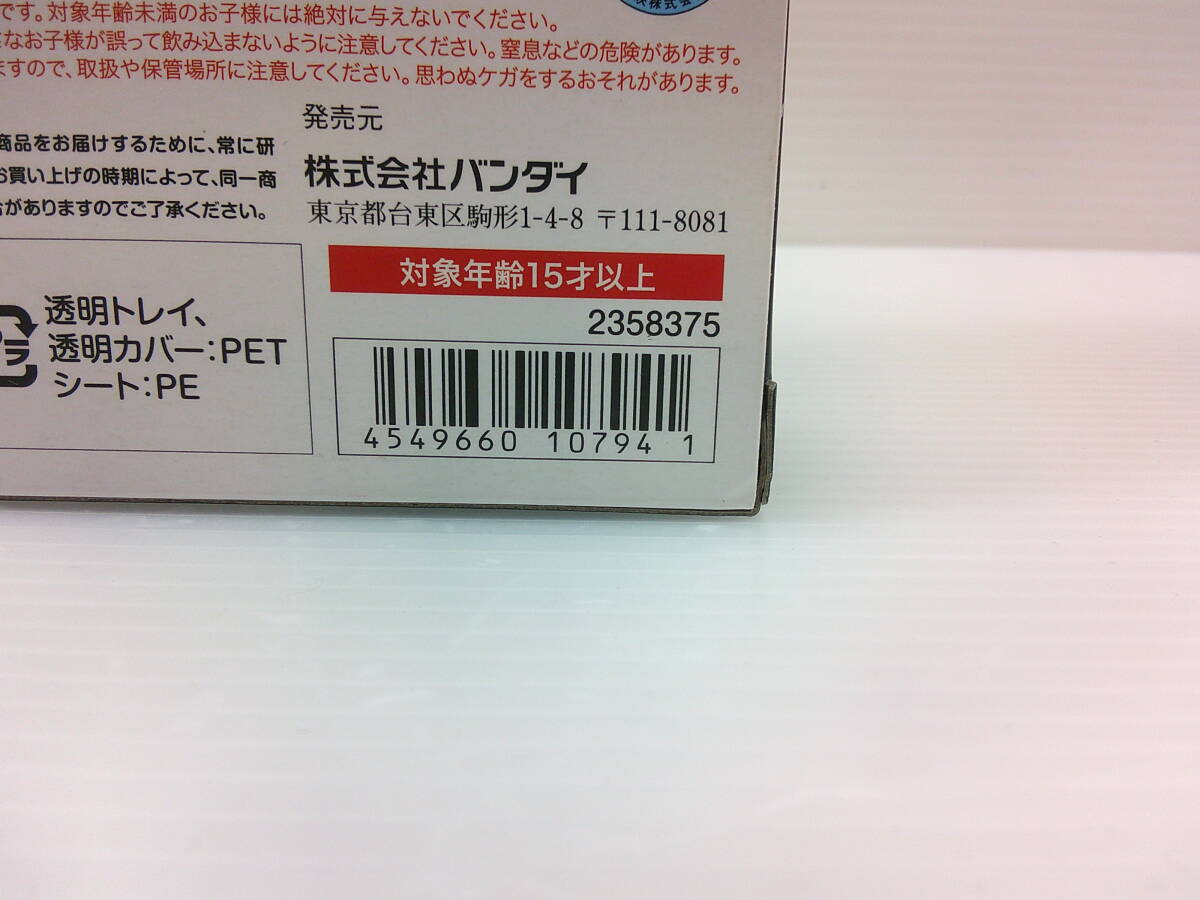 です。対象年齢未満のお子様には絶対に与えないでください。
なお子様が誤って飲み込まないように注意してください。窒息などの危険があります。
ますので、取扱や保管場所に注意してください。思わぬケガをするおそれがあります。
株式会
発売元
商品をお届けするために、常に研
お買い上げの時期によって、同一商
がありますのでご了承ください。
株式会社バンダイ
東京都台東区駒形1-4-8 〒111-8081
対象年齢15才以上
2358375
プラ
透明トレイ、
透明カバー:PET
シート:PE
4549660 10794 1